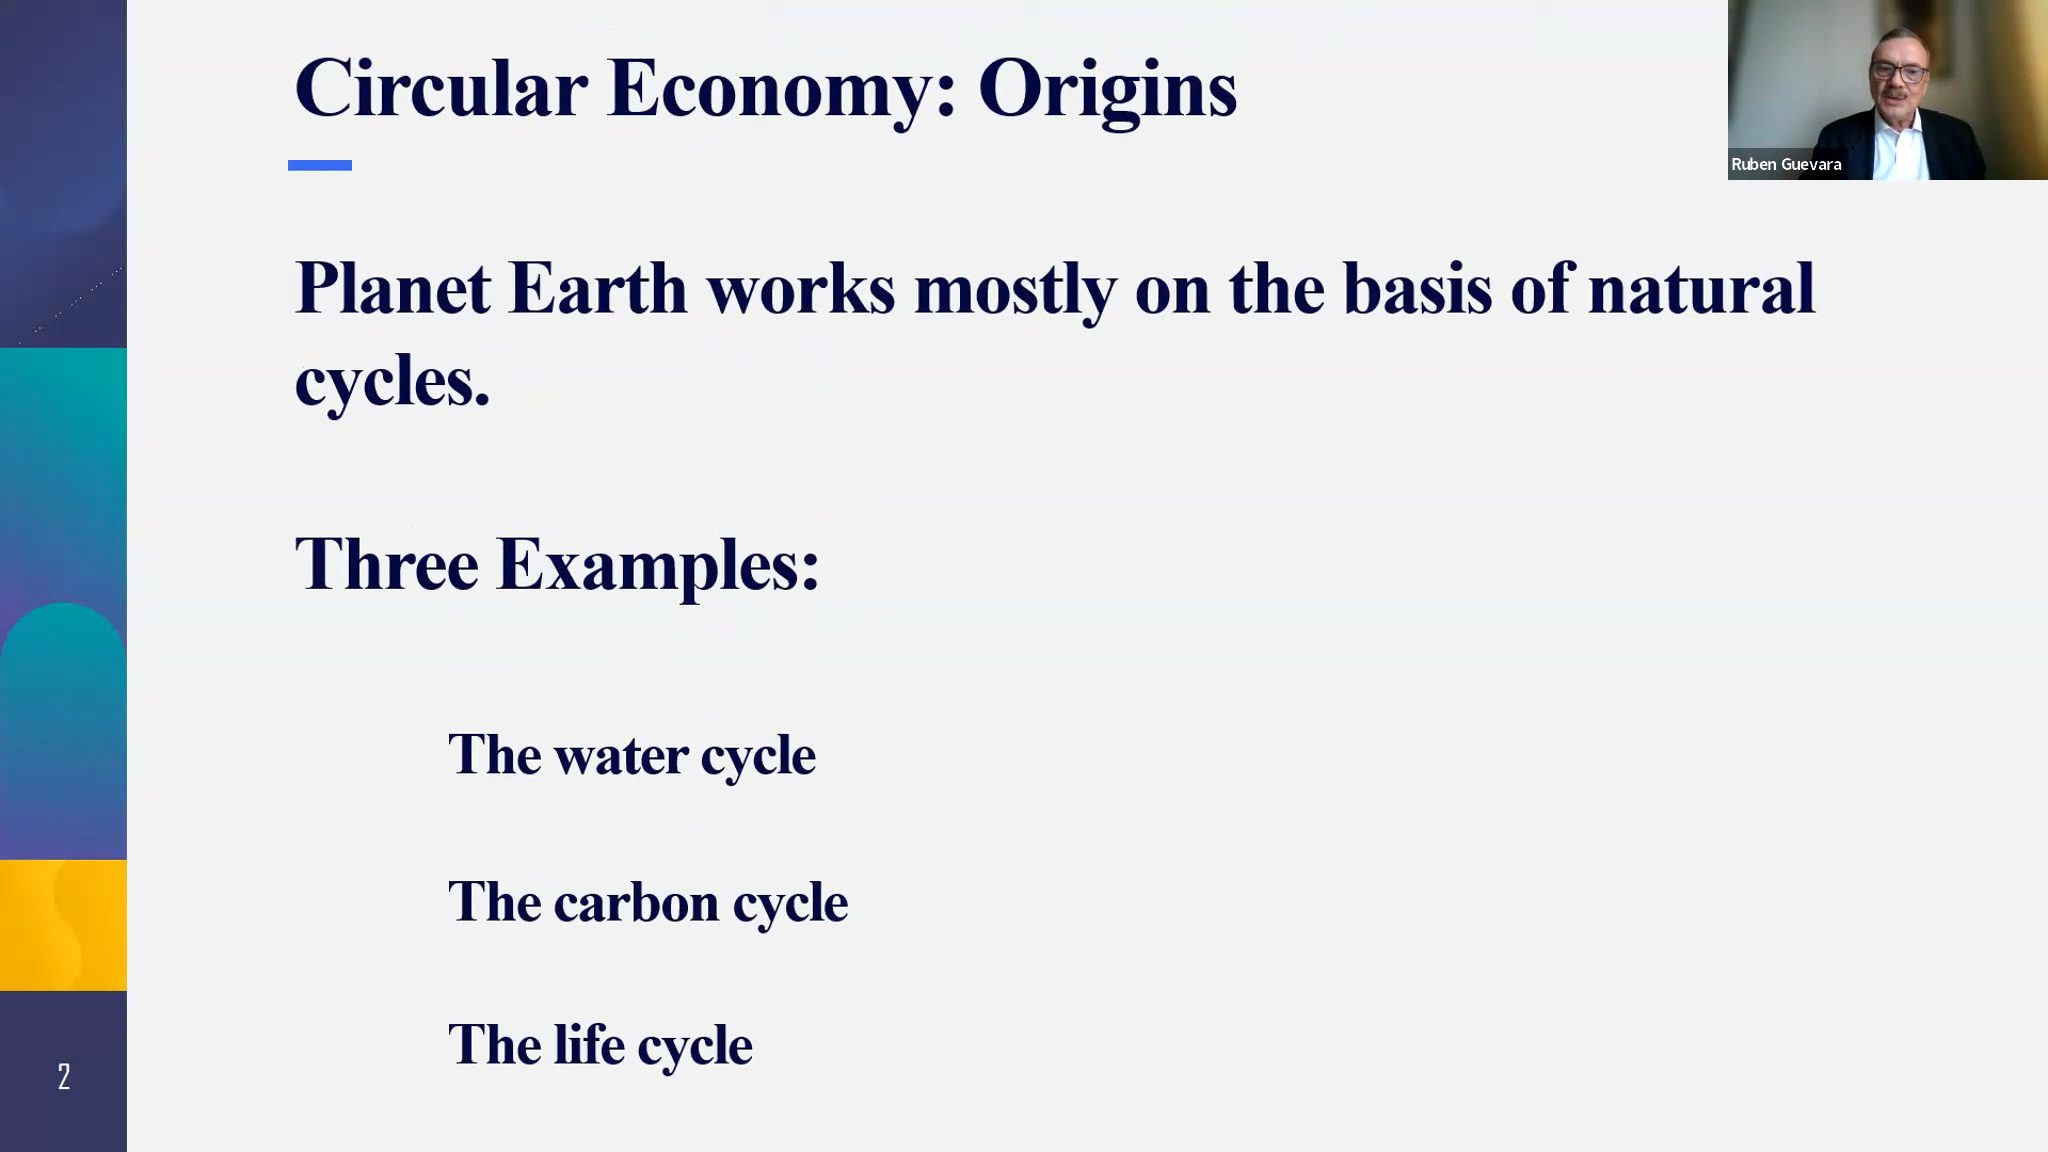 Circular Economy: Origins
Ruben Guevara
Planet Earth works mostly on the basis of natural
cycles.
Three Examples:
The water cycle
The carbon cycle
The life cycle
2